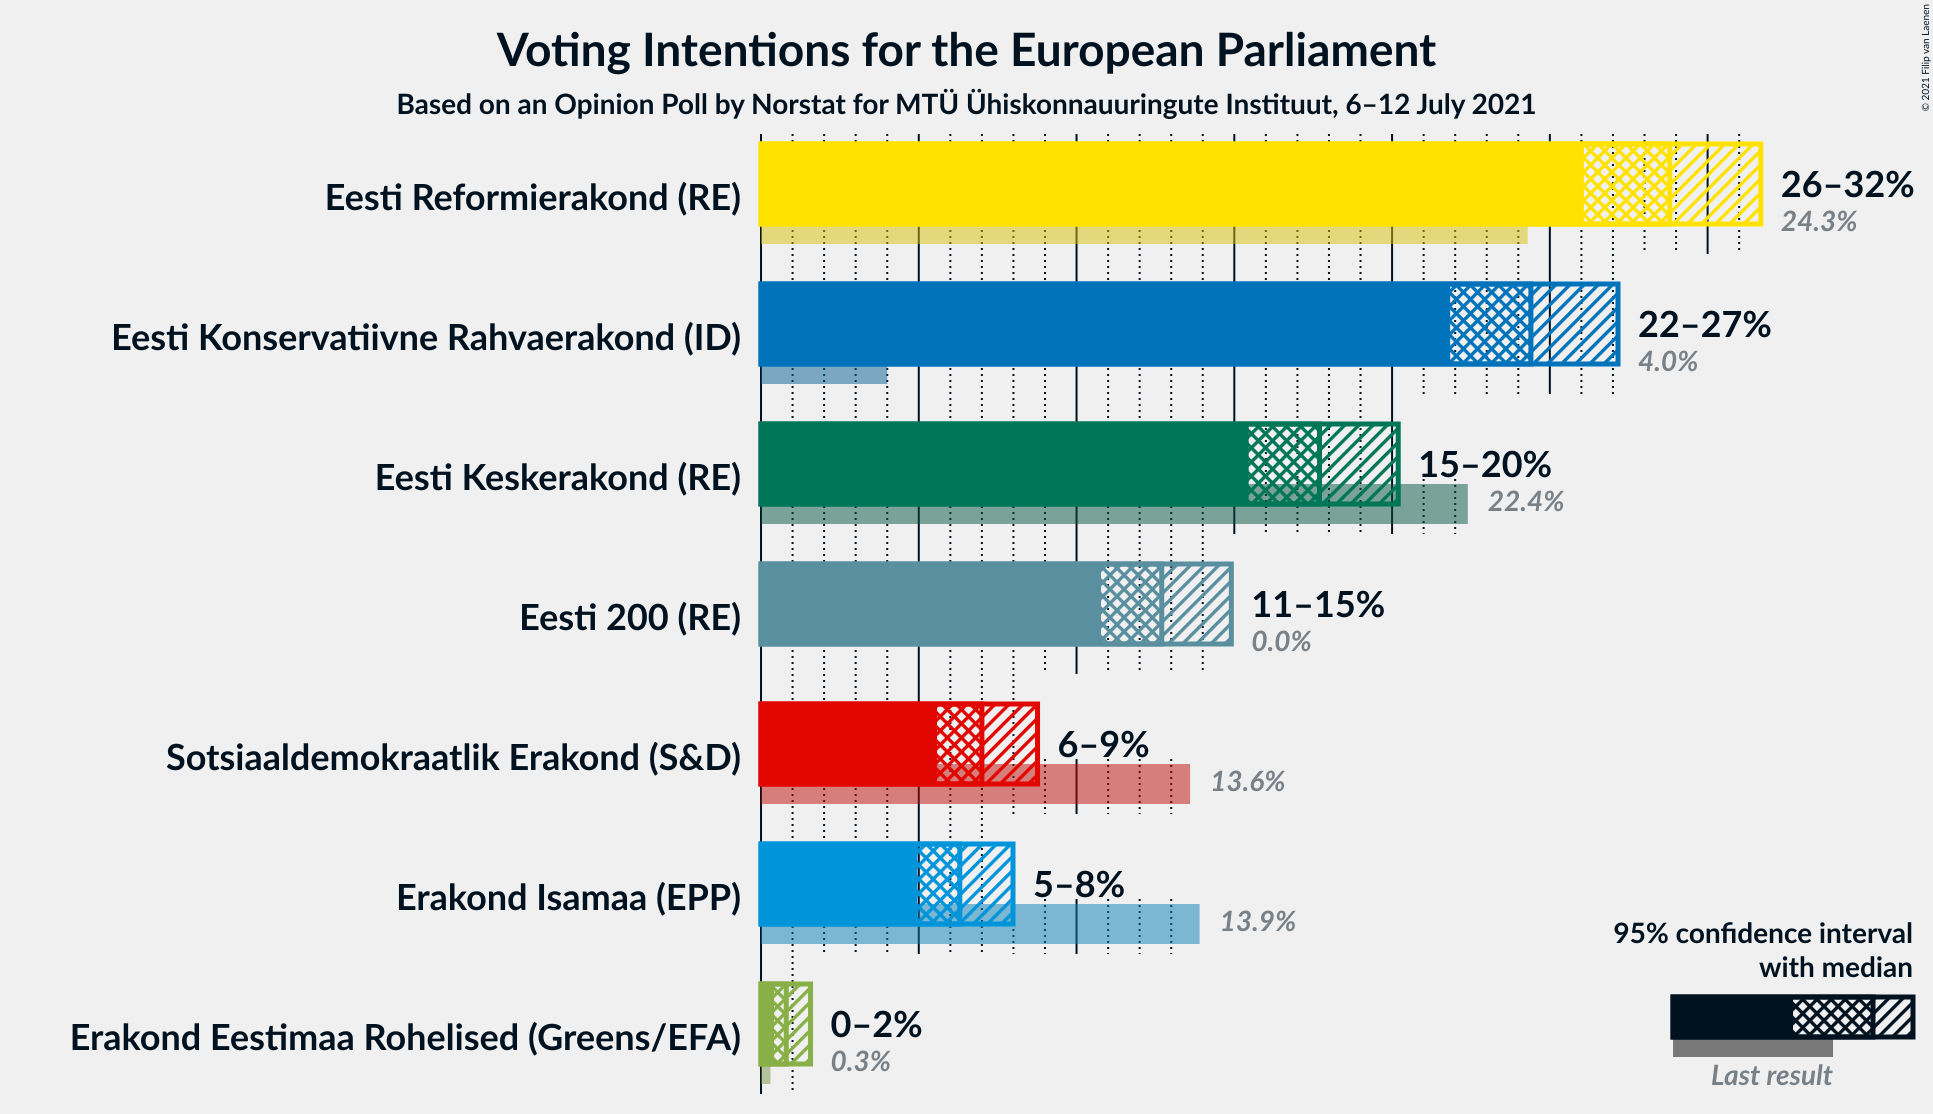 Voting Intentions for the European Parliament
Based on an Opinion Poll by Norstat for MTÜ Ühiskonnauuringute Instituut, 6–12 July 2021
© 2021 Filip van Laenen
Eesti Reformierakond (RE)
26–32%
24.3%
Eesti Konservatiivne Rahvaerakond (ID)
22–27%
4.0%
Eesti Keskerakond (RE)
15–20%
22.4%
Eesti 200 (RE)
11–15%
0.0%
Sotsiaaldemokraatlik Erakond (S&D)
6–9%
13.6%
Erakond Isamaa (EPP)
5–8%
13.9%
Erakond Eestimaa Rohelised (Greens/EFA)
0–2%
0.3%
95% confidence interval
with median
Last result